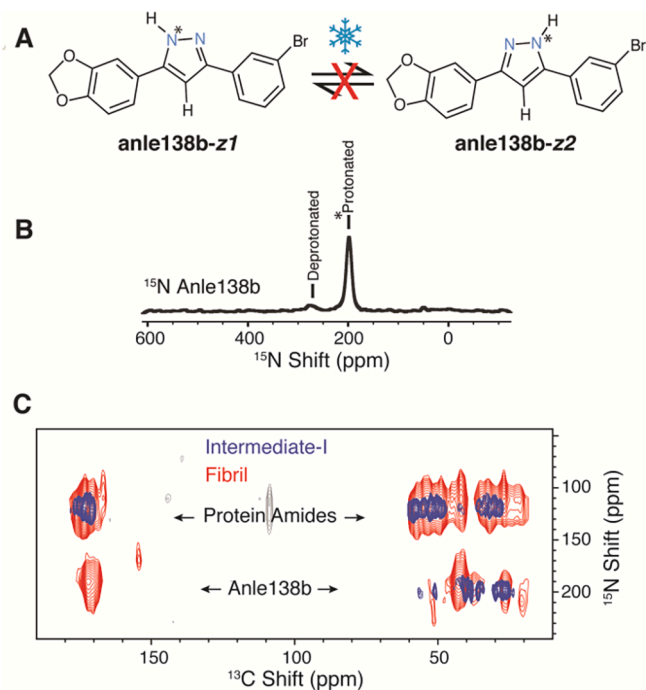 A
H
N
*
N
Br
O
O
H
anle138b-z1
H
N
N
*
Br
O
O
H
anle138b-z2
B
Deprotonated
* Protonated
15N Anle138b
600 400 200 0
15N Shift (ppm)
C
Intermediate-I
Fibril
Protein Amides
Anle138b
100
150
200
15N Shift (ppm)
150 100 50
13C Shift (ppm)